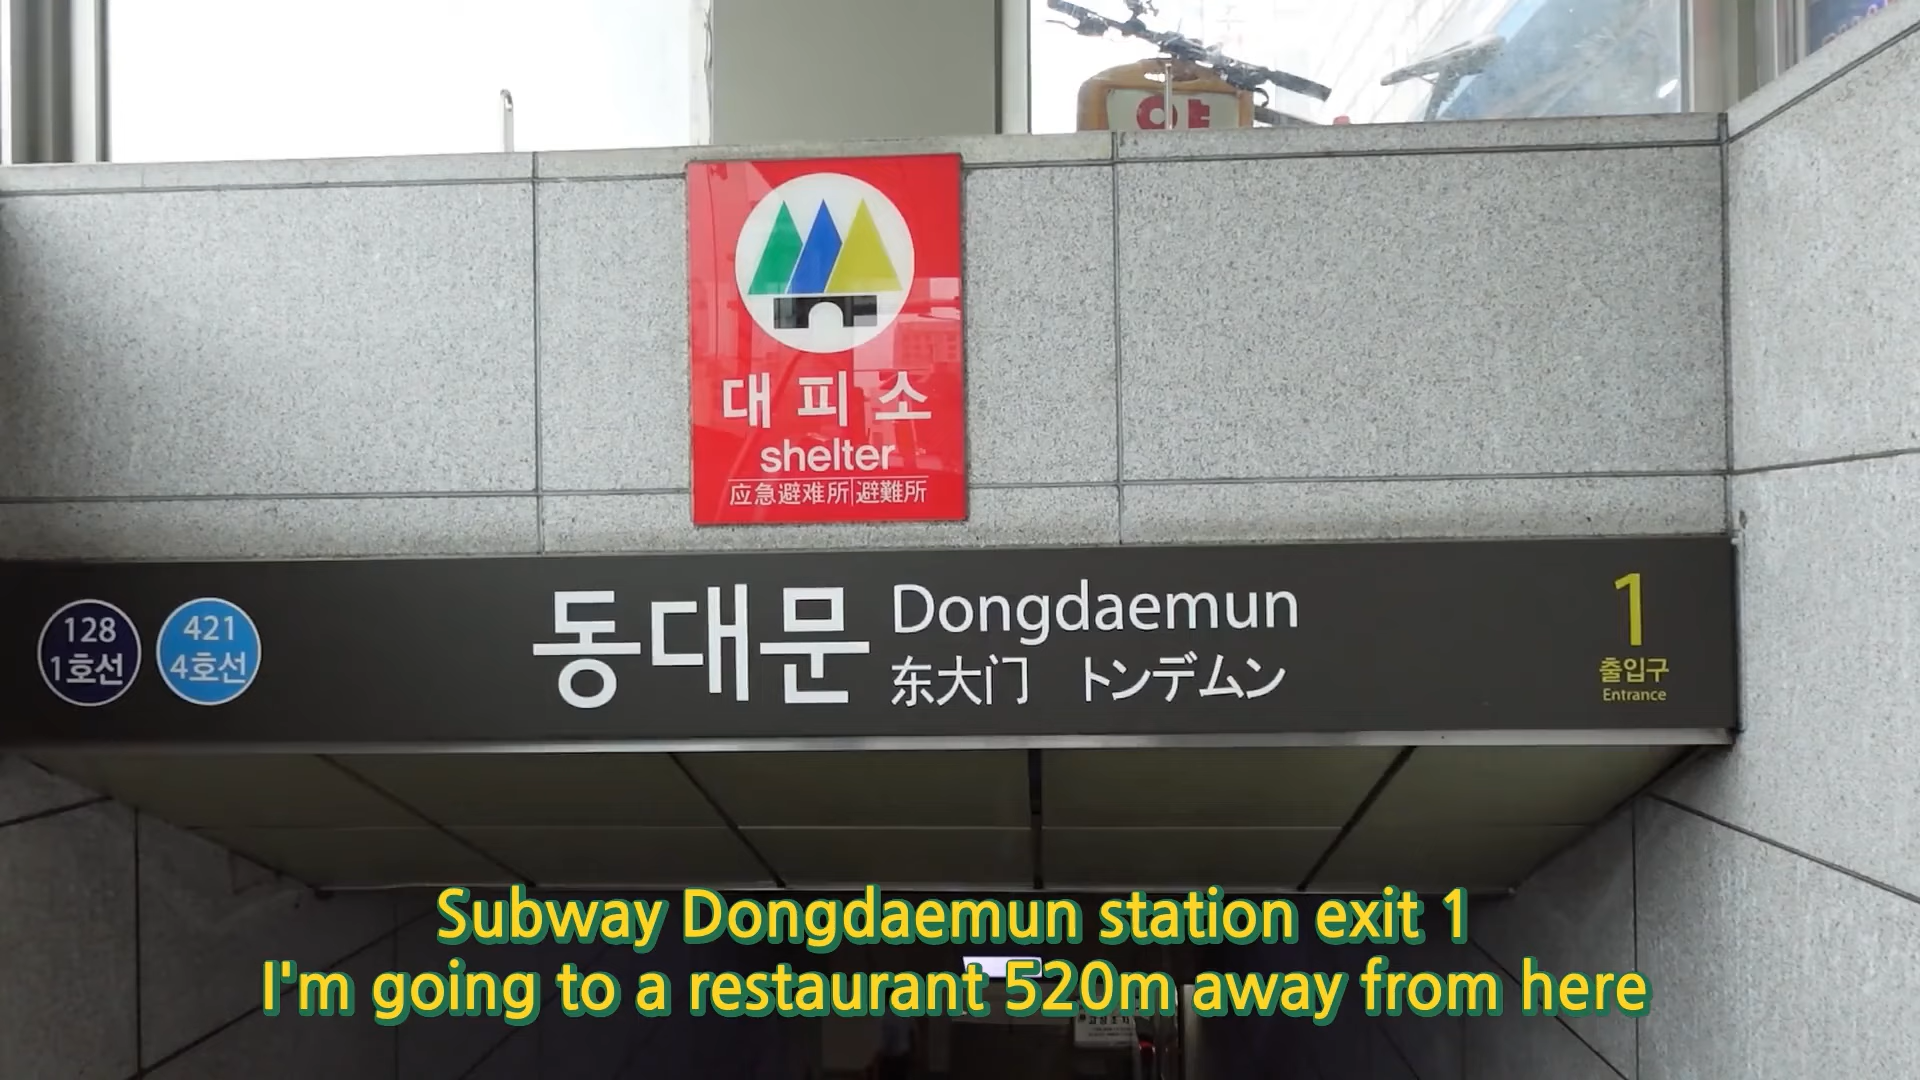 약
대피소
shelter
应急避难所 避難所
128
1호선
421
4호선
동대문
Dongdaemun
东大门 トンデムン
1
출입구
Entrance
Subway Dongdaemun station exit 1
I'm going to a restaurant 520m away from here